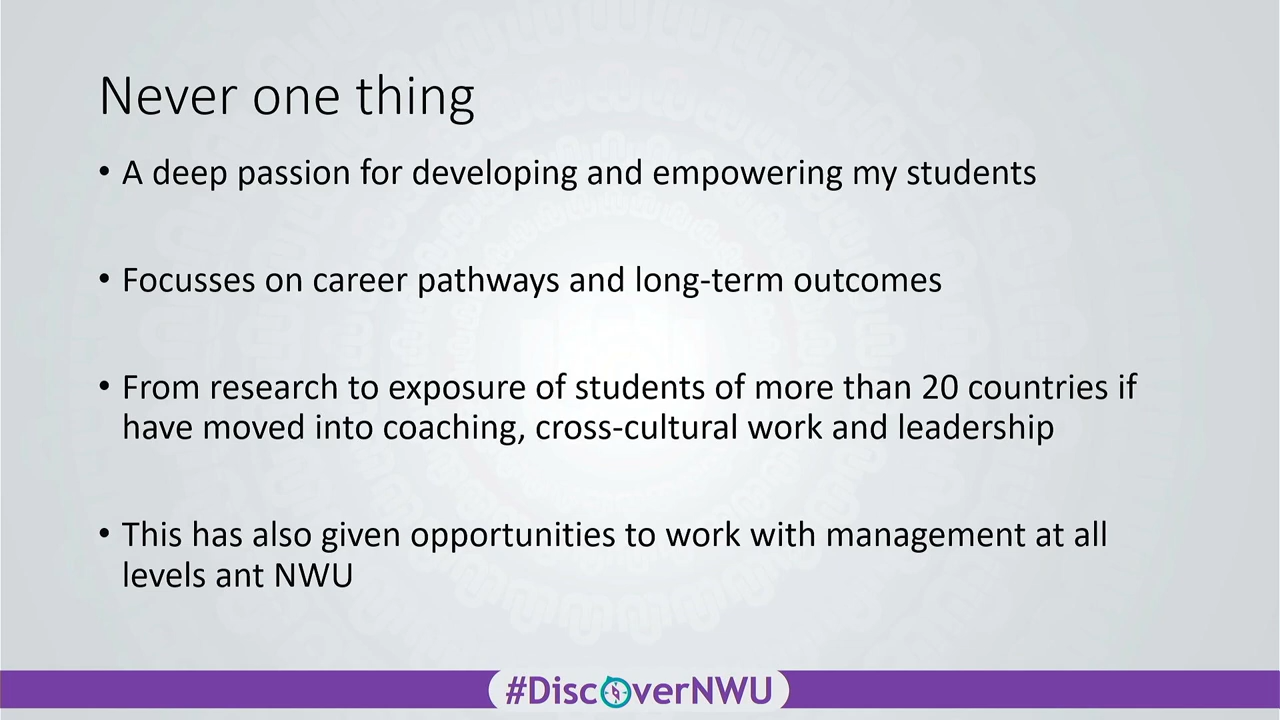 Never one thing
• A deep passion for developing and empowering my students
• Focusses on career pathways and long-term outcomes
• From research to exposure of students of more than 20 countries if
have moved into coaching, cross-cultural work and leadership
• This has also given opportunities to work with management at all
levels ant NWU
#DiscoverNWU